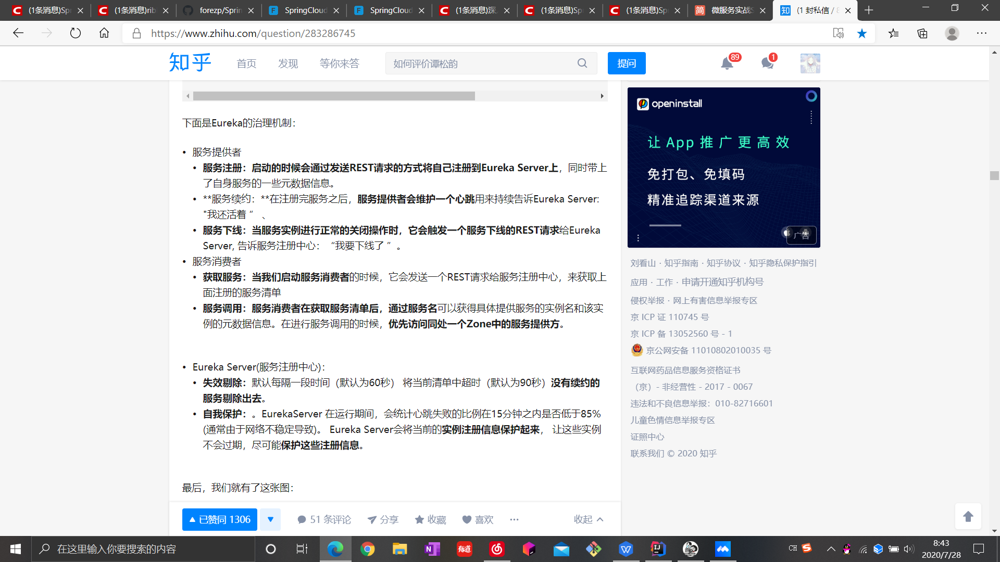 (1条消息)Spr
(1条消息)rib
forezp/Sprin
SpringCloud
SpringCloud
(1条消息)深
(1条消息)Sp
(1条消息)Sp
微服务实战S
(1 封私信 / 8
https://www.zhihu.com/question/283286745
知乎
首页
发现
等你来答
如何评价谭松韵
提问
89
1
下面是Eureka的治理机制：
• 服务提供者
• 服务注册：启动的时候会通过发送REST请求的方式将自己注册到Eureka Server上，同时带上
了自身服务的一些元数据信息。
• **服务续约：**在注册完服务之后，服务提供者会维护一个心跳用来持续告诉Eureka Server:
"我还活着 ” 、
• 服务下线：当服务实例进行正常的关闭操作时，它会触发一个服务下线的REST请求给Eureka
Server, 告诉服务注册中心：“我要下线了 ”。
• 服务消费者
• 获取服务：当我们启动服务消费者的时候，它会发送一个REST请求给服务注册中心，来获取上
面注册的服务清单
• 服务调用：服务消费者在获取服务清单后，通过服务名可以获得具体提供服务的实例名和该实
例的元数据信息。在进行服务调用的时候，优先访问同处一个Zone中的服务提供方。
• Eureka Server(服务注册中心)：
• 失效剔除：默认每隔一段时间（默认为60秒） 将当前清单中超时（默认为90秒）没有续约的
服务剔除出去。
• 自我保护：。EurekaServer 在运行期间，会统计心跳失败的比例在15分钟之内是否低于85%
(通常由于网络不稳定导致)。 Eureka Server会将当前的实例注册信息保护起来， 让这些实例
不会过期，尽可能保护这些注册信息。
最后，我们就有了这张图：
已赞同 1306
51 条评论
分享
收藏
喜欢
收起
openinstall
让 App 推广更高效
免打包、免填码
精准追踪渠道来源
广告
刘看山 · 知乎指南 · 知乎协议 · 知乎隐私保护指引
应用 · 工作 · 申请开通知乎机构号
侵权举报 · 网上有害信息举报专区
京 ICP 证 110745 号
京 ICP 备 13052560 号 - 1
京公网安备 11010802010035 号
互联网药品信息服务资格证书
（京）- 非经营性 - 2017 - 0067
违法和不良信息举报：010-82716601
儿童色情信息举报专区
证照中心
联系我们 © 2020 知乎
在这里输入你要搜索的内容
有道
CH
8:43
2020/7/28